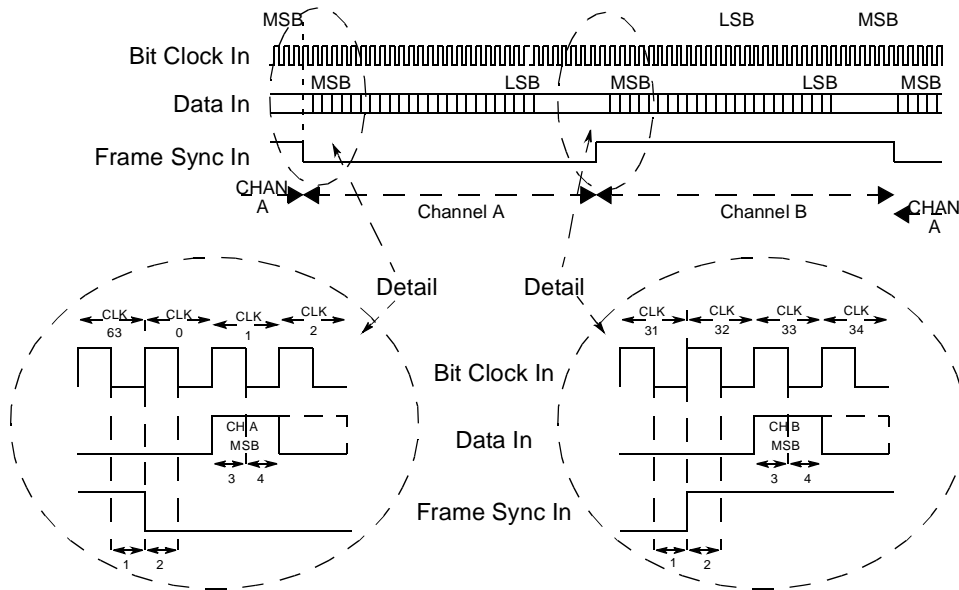 MSB LSB MSB
Bit Clock In
MSB LSB MSB LSB MSB
Data In
Frame Sync In
CHAN
A
Channel A
Channel B
CHAN
A
Detail
Detail
CLK CLK CLK CLK
63 0 1 2
CLK CLK CLK CLK
31 32 33 34
Bit Clock In
CH A
MSB
Data In
CH B
MSB
3 4
3 4
Frame Sync In
1 2
1 2